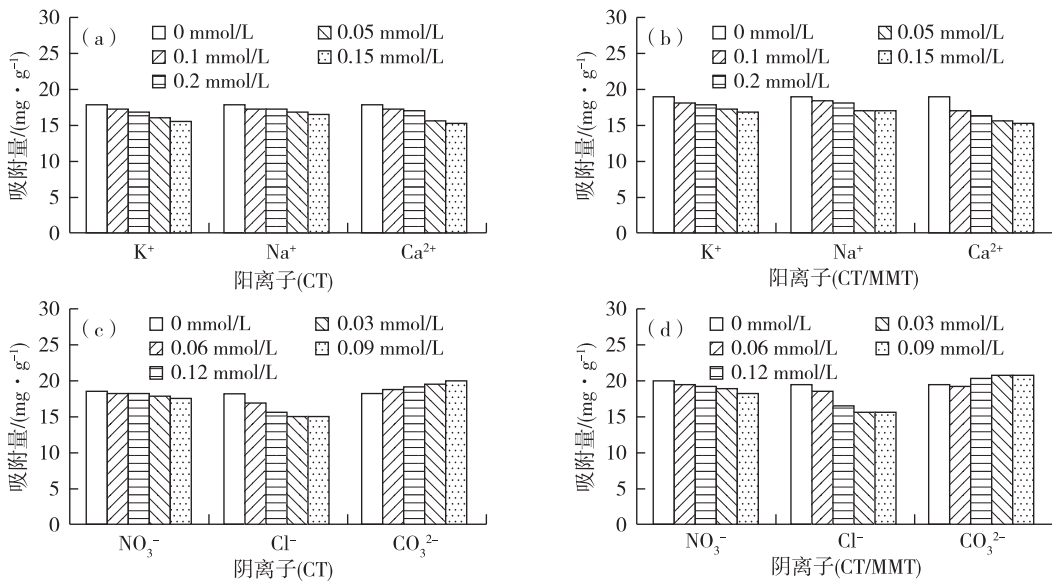 30
25
20
15
10
5
0
吸附量/(mg·g⁻¹)
(a)
0 mmol/L
0.05 mmol/L
0.1 mmol/L
0.15 mmol/L
0.2 mmol/L
K⁺ Na⁺ Ca²⁺
阳离子(CT)
30
25
20
15
10
5
0
吸附量/(mg·g⁻¹)
(b)
0 mmol/L
0.05 mmol/L
0.1 mmol/L
0.15 mmol/L
0.2 mmol/L
K⁺ Na⁺ Ca²⁺
阳离子(CT/MMT)
30
25
20
15
10
5
0
吸附量/(mg·g⁻¹)
(c)
0 mmol/L
0.03 mmol/L
0.06 mmol/L
0.09 mmol/L
0.12 mmol/L
NO₃⁻ Cl⁻ CO₃²⁻
阴离子(CT)
30
25
20
15
10
5
0
吸附量/(mg·g⁻¹)
(d)
0 mmol/L
0.03 mmol/L
0.06 mmol/L
0.09 mmol/L
0.12 mmol/L
NO₃⁻ Cl⁻ CO₃²⁻
阴离子(CT/MMT)